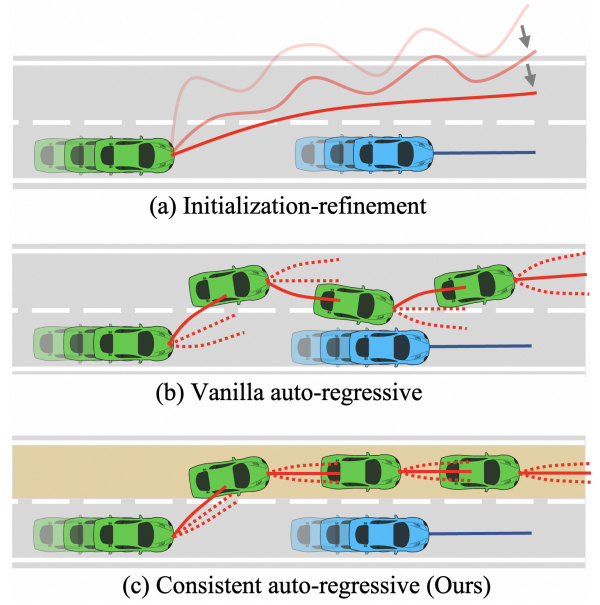 (a) Initialization-refinement
(b) Vanilla auto-regressive
(c) Consistent auto-regressive (Ours)